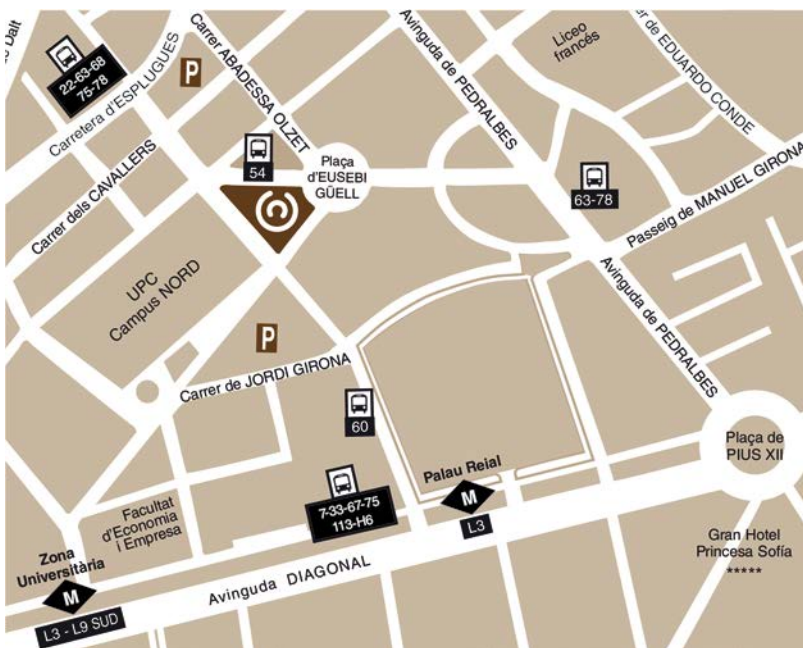 Dalt
22-63-68
75-78
Carretera d'ESPLUGUES
P
Carrer ABADESSA OLZET
Avinguda de PEDRALBES
Liceo
francés
er de EDUARDO CONDE
Carrer dels CAVALLERS
54
Plaça
d'EUSEBI
GÜELL
63-78
Passeig de MANUEL GIRONA
UPC
Campus NORD
Avinguda de PEDRALBES
P
Carrer de JORDI GIRONA
60
Plaça de
PIUS XII
Palau Reial
M
L3
7-33-67-75
113-H6
Facultat
d'Economia
i Empresa
Zona
Universitària
M
L3 - L9 SUD
Avinguda DIAGONAL
Gran Hotel
Princesa Sofía
*****